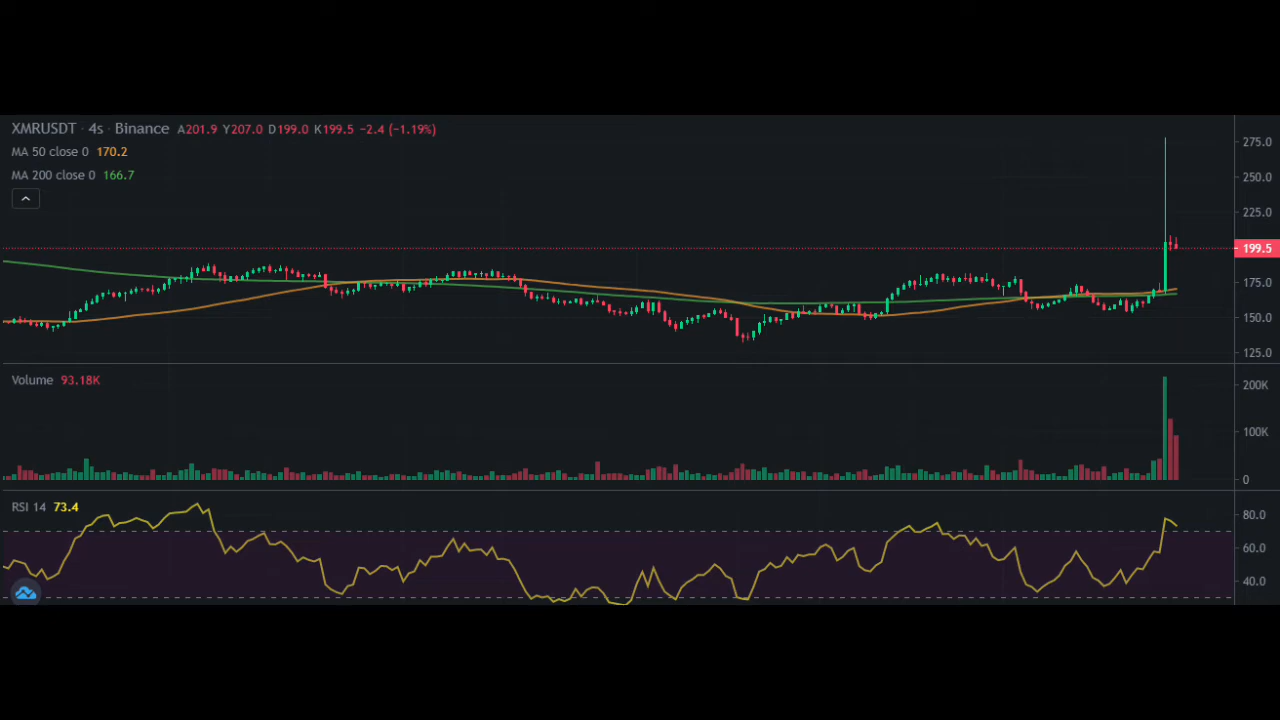 XMRUSDT · 4s · Binance A201.9 Y207.0 D199.0 K199.5 −2.4 (−1.19%)
MA 50 close 0 170.2
MA 200 close 0 166.7
275.0
250.0
225.0
199.5
175.0
150.0
125.0
Volume 93.18K
200K
100K
0
RSI 14 73.4
80.0
60.0
40.0